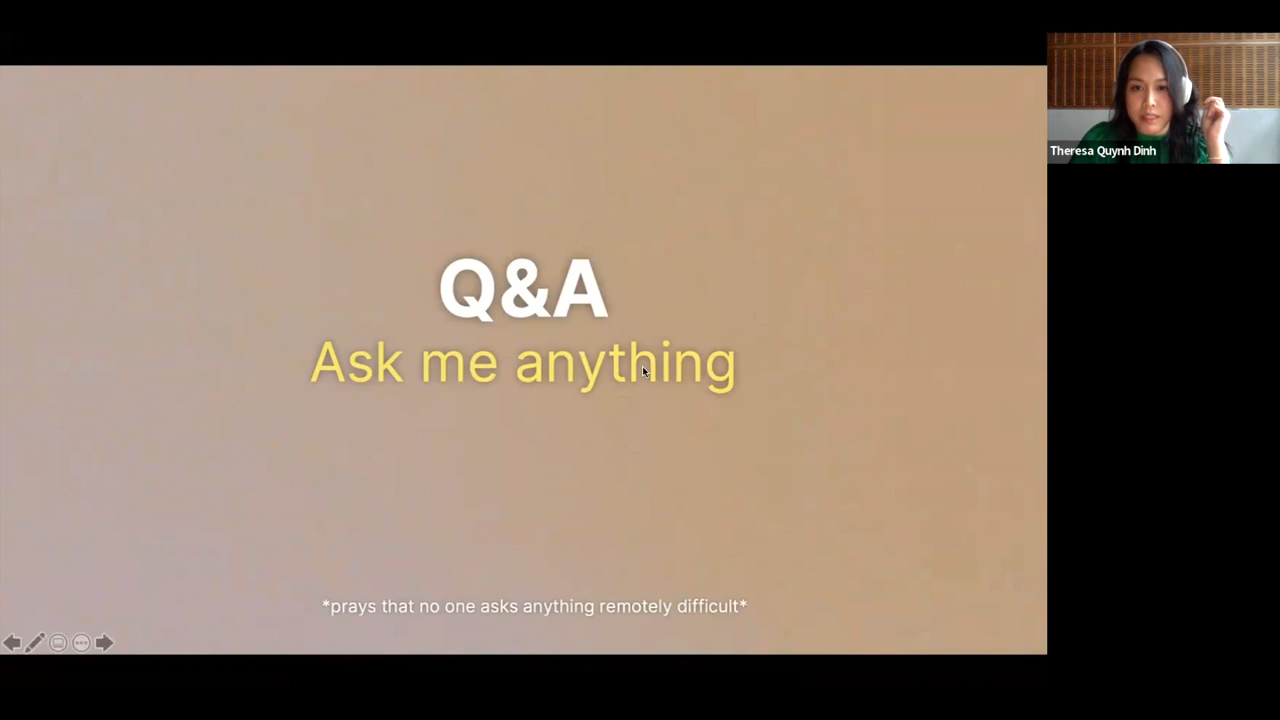 Q&A
Ask me anything
*prays that no one asks anything remotely difficult*
Theresa Quynh Dinh